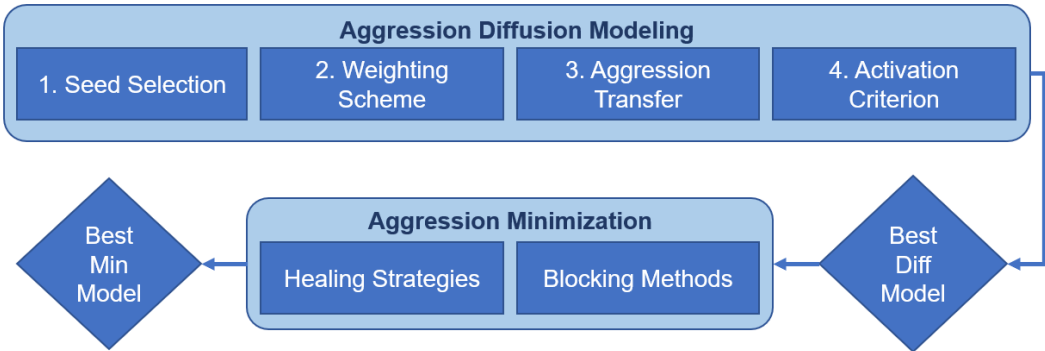 Aggression Diffusion Modeling
1. Seed Selection
2. Weighting
Scheme
3. Aggression
Transfer
4. Activation
Criterion
Best
Min
Model
Aggression Minimization
Healing Strategies
Blocking Methods
Best
Diff
Model